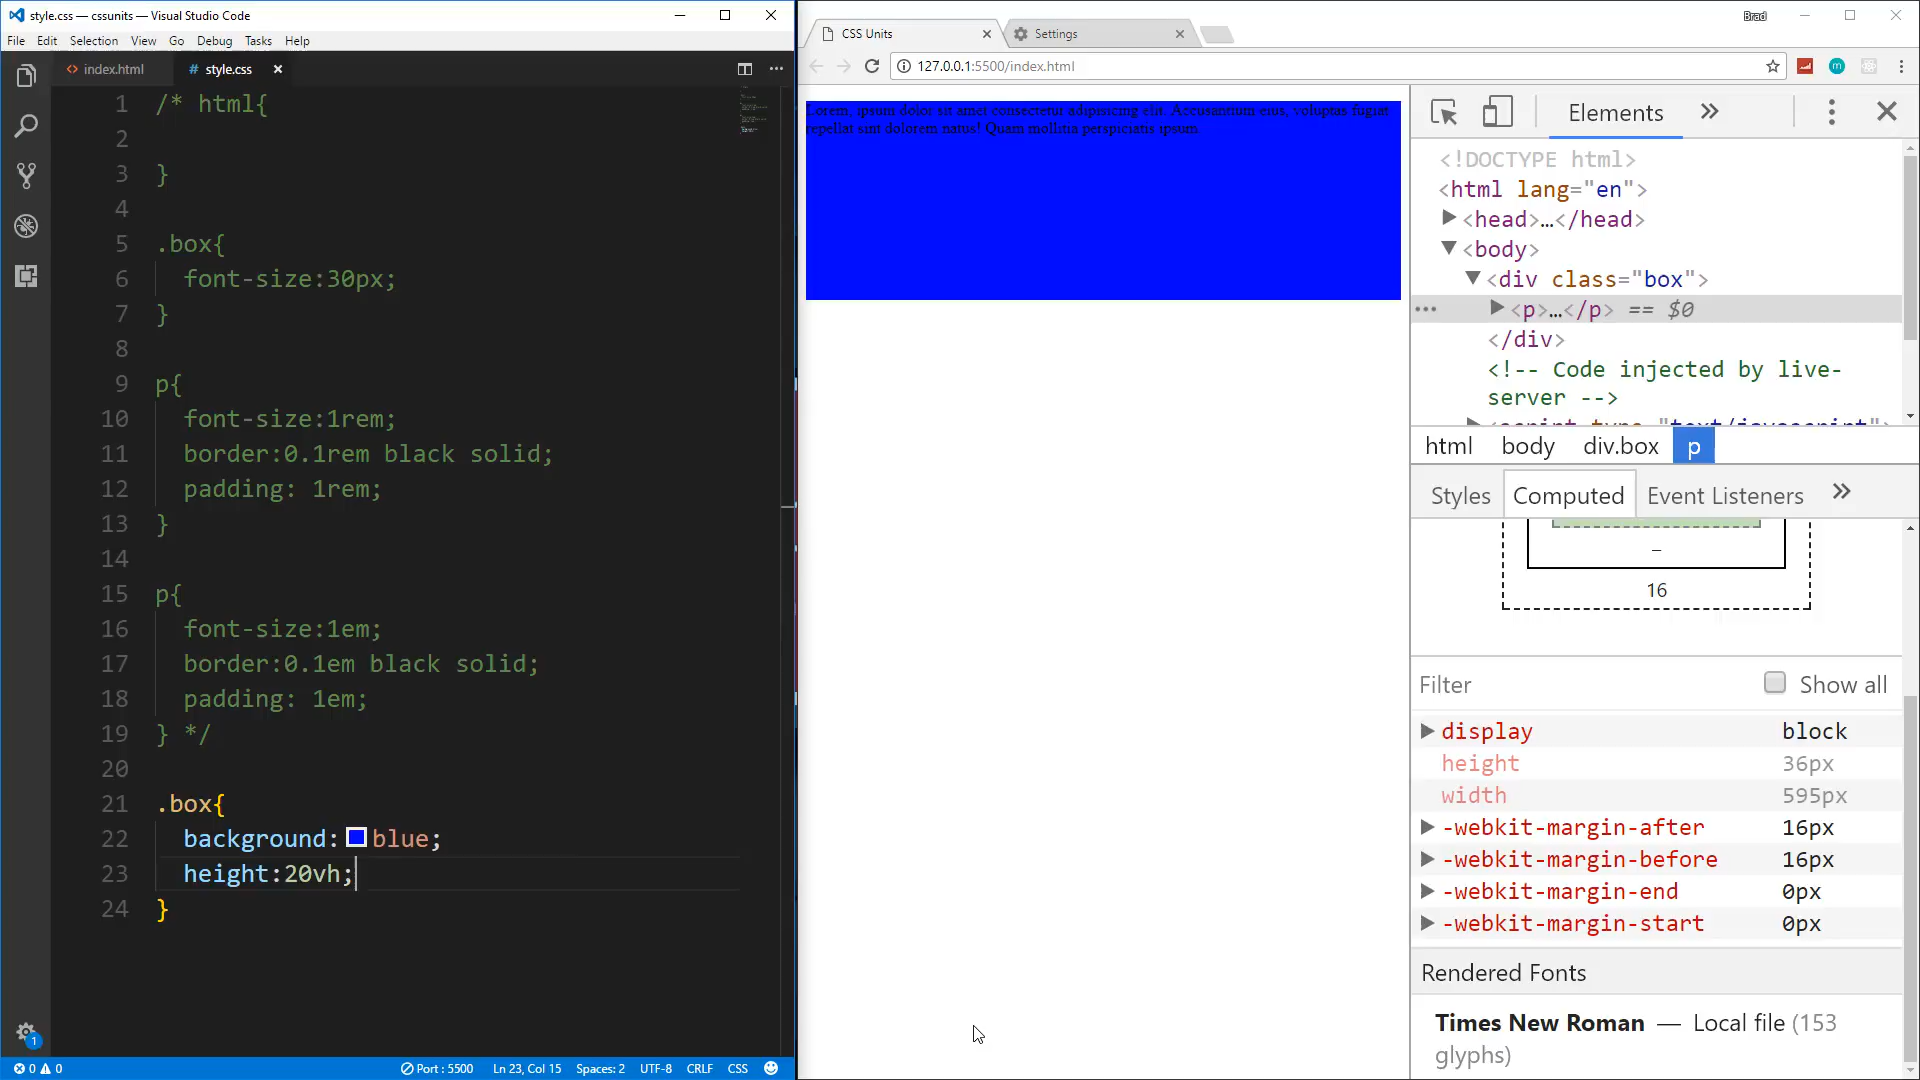 style.css — cssunits — Visual Studio Code
File Edit Selection View Go Debug Tasks Help
<> index.html
# style.css
1 /* html{
2
3 }
4
5 .box{
6 font-size:30px;
7 }
8
9 p{
10 font-size:1rem;
11 border:0.1rem black solid;
12 padding: 1rem;
13 }
14
15 p{
16 font-size:1em;
17 border:0.1em black solid;
18 padding: 1em;
19 } */
20
21 .box{
22 background: blue;
23 height:20vh;
24 }
1
0 0 Port : 5500 Ln 23, Col 15 Spaces: 2 UTF-8 CRLF CSS
Brad
CSS Units
Settings
127.0.0.1:5500/index.html
Lorem, ipsum dolor sit amet consectetur adipisicing elit. Accusantium eius, voluptas fugiat
repellat sint dolorem natus! Quam mollitia perspiciatis ipsum.
Elements »
<!DOCTYPE html>
<html lang="en">
<head>…</head>
<body>
<div class="box">
<p>…</p> == $0
</div>
<!-- Code injected by live-
server -->
<script type="text/javascript">
html body div.box p
Styles Computed Event Listeners »
–
16
Filter Show all
display block
height 36px
width 595px
-webkit-margin-after 16px
-webkit-margin-before 16px
-webkit-margin-end 0px
-webkit-margin-start 0px
Rendered Fonts
Times New Roman — Local file (153
glyphs)